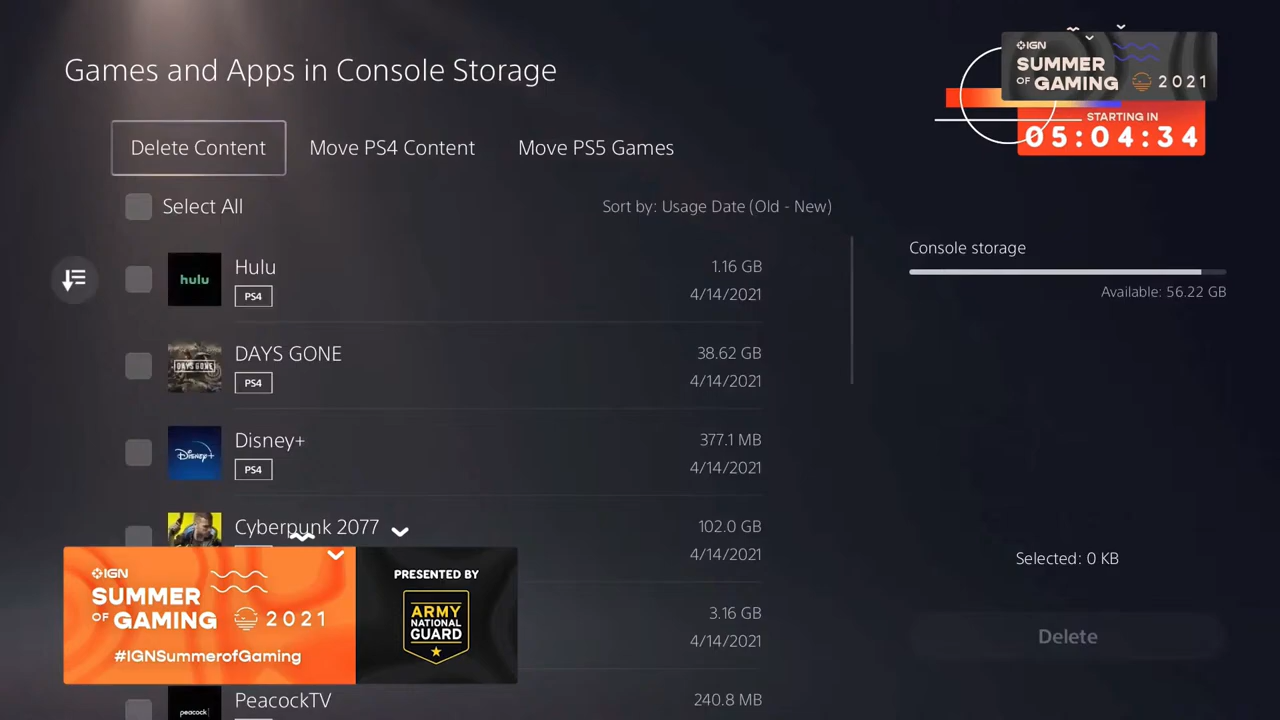 Games and Apps in Console Storage
IGN
SUMMER
OF GAMING 2021
STARTING IN
05:04:34
Delete Content Move PS4 Content Move PS5 Games
Select All
Sort by: Usage Date (Old - New)
Console storage
Available: 56.22 GB
hulu
Hulu
PS4
1.16 GB
4/14/2021
DAYS GONE
DAYS GONE
PS4
38.62 GB
4/14/2021
Disney+
Disney+
PS4
377.1 MB
4/14/2021
Cyberpunk 2077
102.0 GB
4/14/2021
Selected: 0 KB
Delete
IGN
SUMMER
OF GAMING 2021
#IGNSummerofGaming
PRESENTED BY
ARMY
NATIONAL
GUARD
3.16 GB
4/14/2021
peacock
PeacockTV
240.8 MB